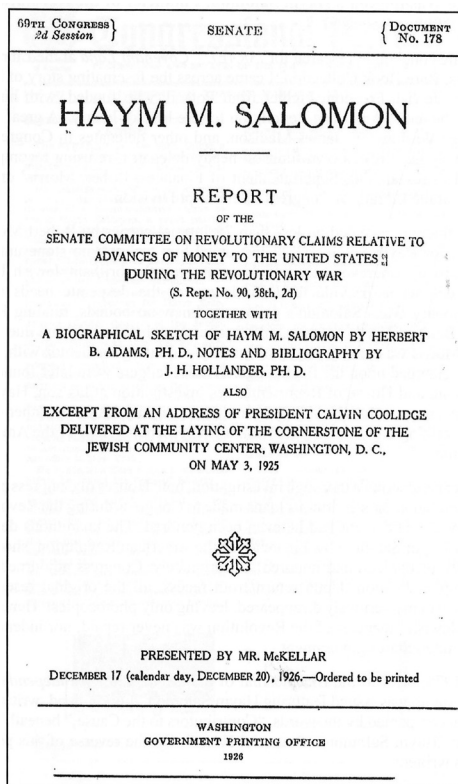 69TH CONGRESS } SENATE { DOCUMENT
2d Session No. 178
HAYM M. SALOMON
REPORT
OF THE
SENATE COMMITTEE ON REVOLUTIONARY CLAIMS RELATIVE TO
ADVANCES OF MONEY TO THE UNITED STATES
DURING THE REVOLUTIONARY WAR
(S. Rept. No. 90, 38th, 2d)
TOGETHER WITH
A BIOGRAPHICAL SKETCH OF HAYM M. SALOMON BY HERBERT
B. ADAMS, PH. D., NOTES AND BIBLIOGRAPHY BY
J. H. HOLLANDER, PH. D.
ALSO
EXCERPT FROM AN ADDRESS OF PRESIDENT CALVIN COOLIDGE
DELIVERED AT THE LAYING OF THE CORNERSTONE OF THE
JEWISH COMMUNITY CENTER, WASHINGTON, D. C.,
ON MAY 3, 1925
PRESENTED BY MR. McKELLAR
DECEMBER 17 (calendar day, DECEMBER 20), 1926.—Ordered to be printed
WASHINGTON
GOVERNMENT PRINTING OFFICE
1926